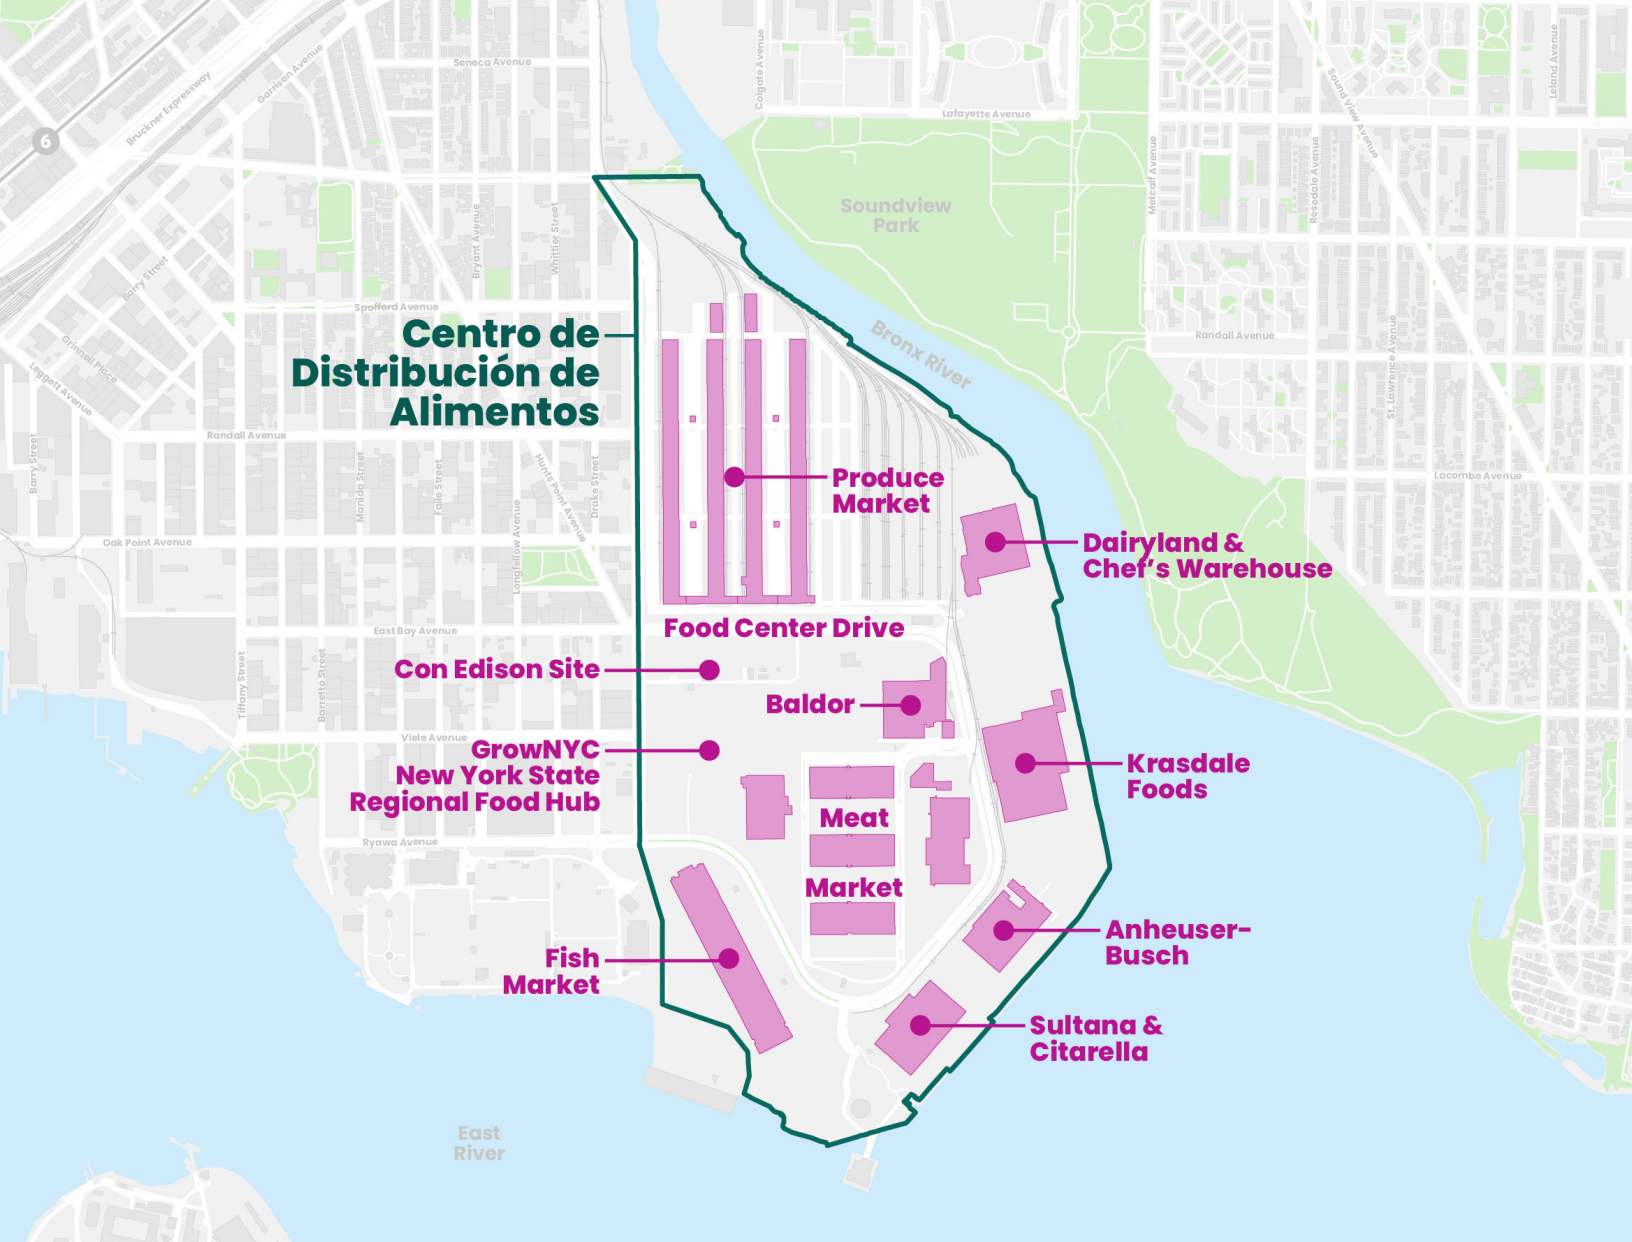 Seneca Avenue
Garrison Avenue
Bruckner Expressway
6
Colgate Avenue
Lafayette Avenue
Sound View Avenue
Leland Avenue
Metcalf Avenue
Rosedale Avenue
Soundview
Park
Bryant Avenue
Whittier Street
Barry Street
Spofford Avenue
Grinnell Place
Leggett Avenue
Centro de
Distribución de
Alimentos
Bronx River
Randall Avenue
St. Lawrence Avenue
Randall Avenue
Barry Street
Manida Street
Faile Street
Hunts Point Avenue
Drake Street
Longfellow Avenue
Lacombe Avenue
Produce
Market
Oak Point Avenue
Dairyland &
Chef's Warehouse
Food Center Drive
East Bay Avenue
Tiffany Street
Barretto Street
Con Edison Site
Baldor
Viele Avenue
GrowNYC
New York State
Regional Food Hub
Krasdale
Foods
Meat
Market
Ryawa Avenue
Anheuser-
Busch
Fish
Market
Sultana &
Citarella
East
River